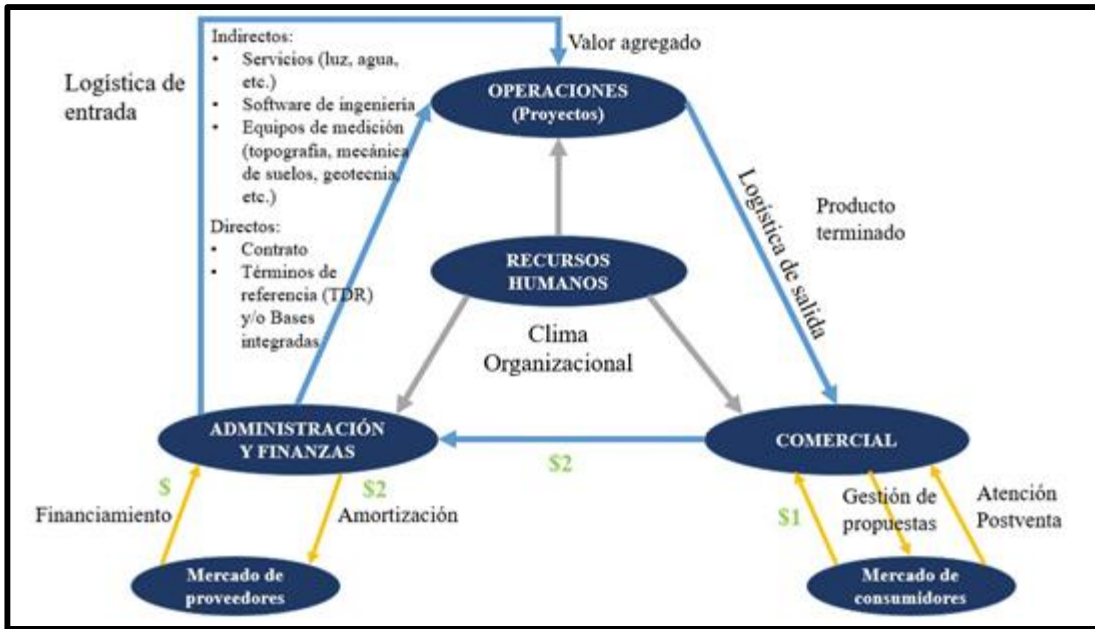 Indirectos:
• Servicios (luz, agua,
etc.)
• Software de ingenieria
• Equipos de medición
(topografía, mecánica
de suelos, geotecnia,
etc.)
Directos:
• Contrato
• Términos de
referencia (TDR)
y/o Bases
integradas
Logística de
entrada
Valor agregado
OPERACIONES
(Proyectos)
Logística de salida
Producto
terminado
RECURSOS
HUMANOS
Clima
Organizacional
ADMINISTRACIÓN
Y FINANZAS
COMERCIAL
$2
$
Financiamiento
$2
Amortización
$1
Gestión de
propuestas
Atención
Postventa
Mercado de
proveedores
Mercado de
consumidores